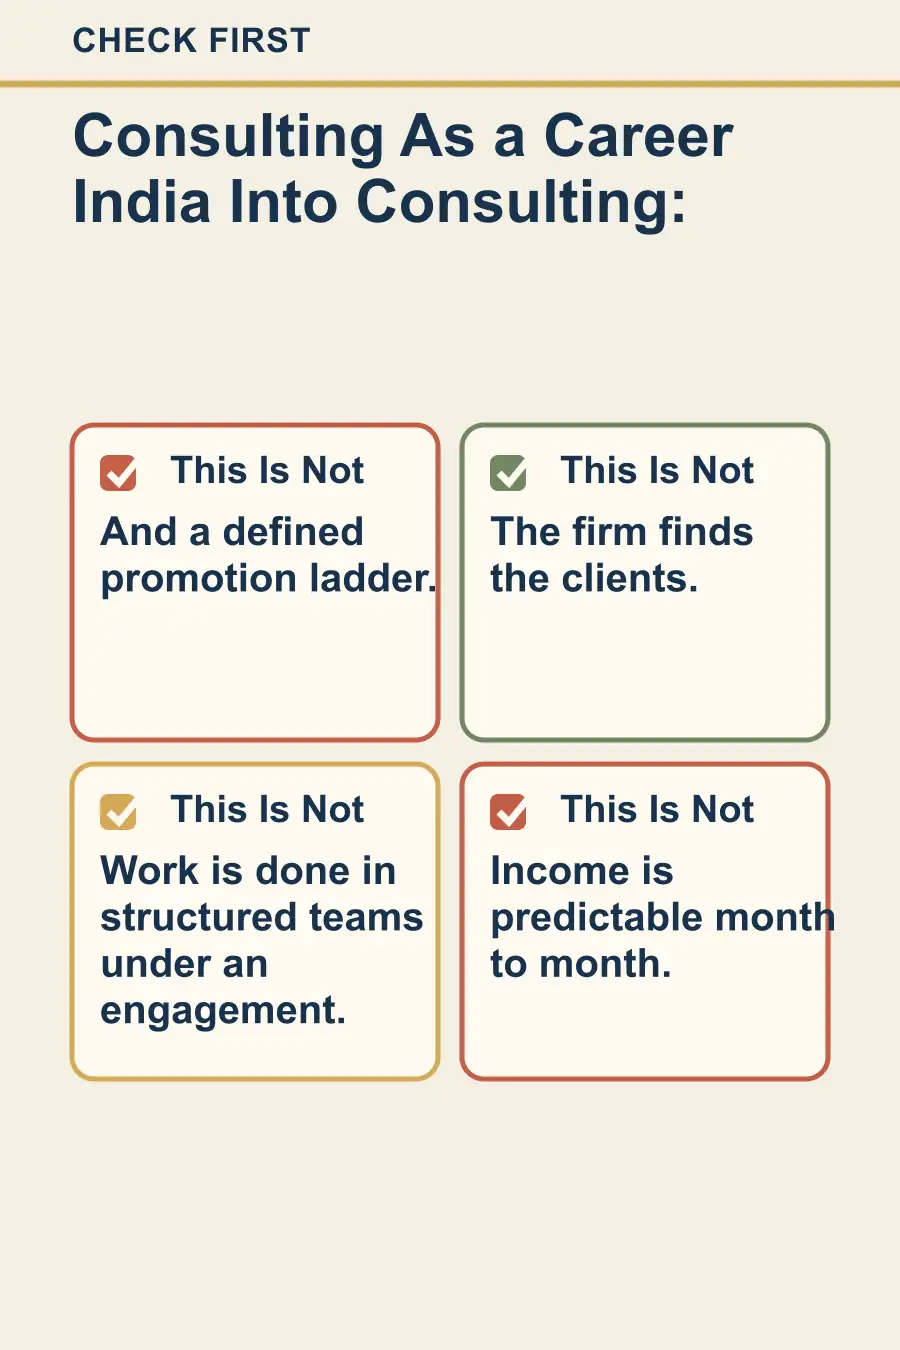 CHECK FIRST
Consulting As a Career
India Into Consulting:
This Is Not
And a defined
promotion ladder.
This Is Not
The firm finds
the clients.
This Is Not
Work is done in
structured teams
under an
engagement.
This Is Not
Income is
predictable month
to month.